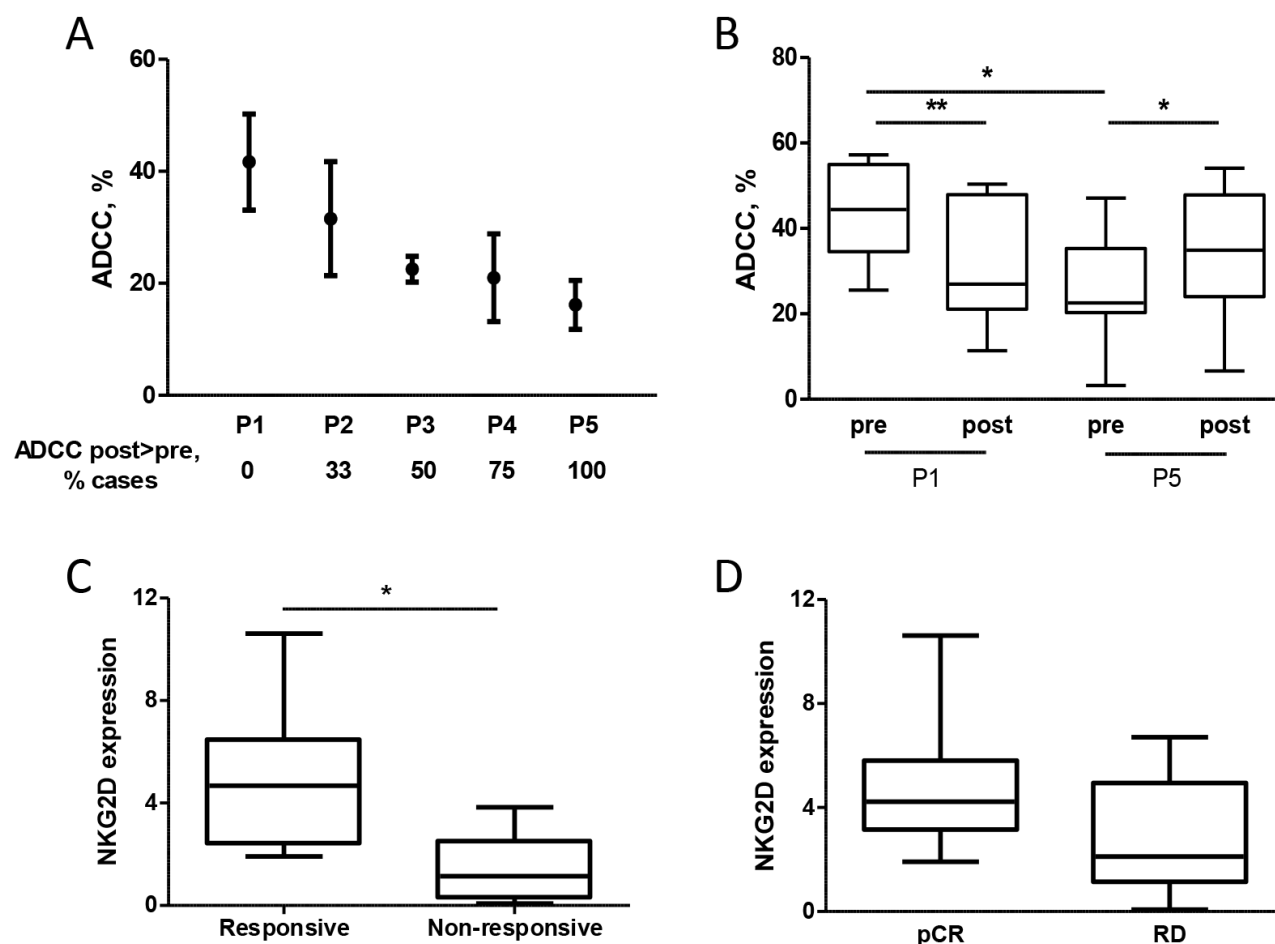 A
60
40
20
0
ADCC, %
P1 P2 P3 P4 P5
ADCC post>pre,
% cases
0 33 50 75 100
B
80
60
40
20
0
ADCC, %
*
** *
pre post pre post
P1 P5
C
12
8
4
0
NKG2D expression
*
Responsive Non-responsive
D
12
8
4
0
NKG2D expression
pCR RD